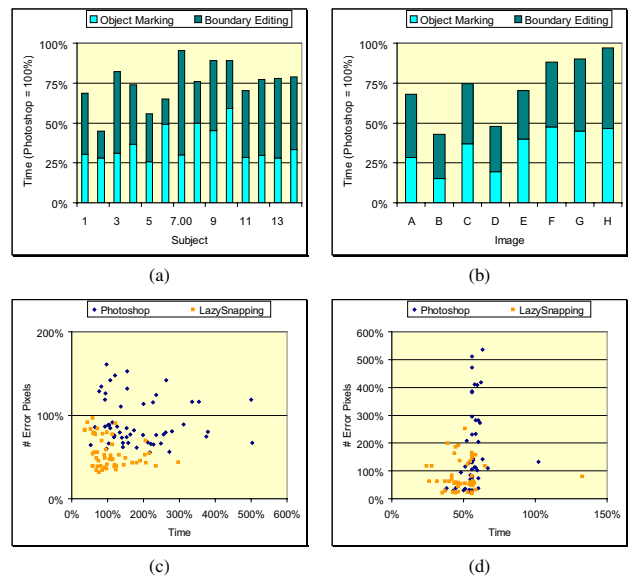 Object Marking Boundary Editing
Time (Photoshop = 100%)
100%
75%
50%
25%
0%
1 3 5 7.00 9 11 13
Subject
(a)
Object Marking Boundary Editing
Time (Photoshop = 100%)
100%
75%
50%
25%
0%
A B C D E F G H
Image
(b)
Photoshop LazySnapping
# Error Pixels
200%
100%
0%
0% 100% 200% 300% 400% 500% 600%
Time
(c)
Photoshop LazySnapping
# Error Pixels
600%
500%
400%
300%
200%
100%
0%
0% 50% 100% 150%
Time
(d)